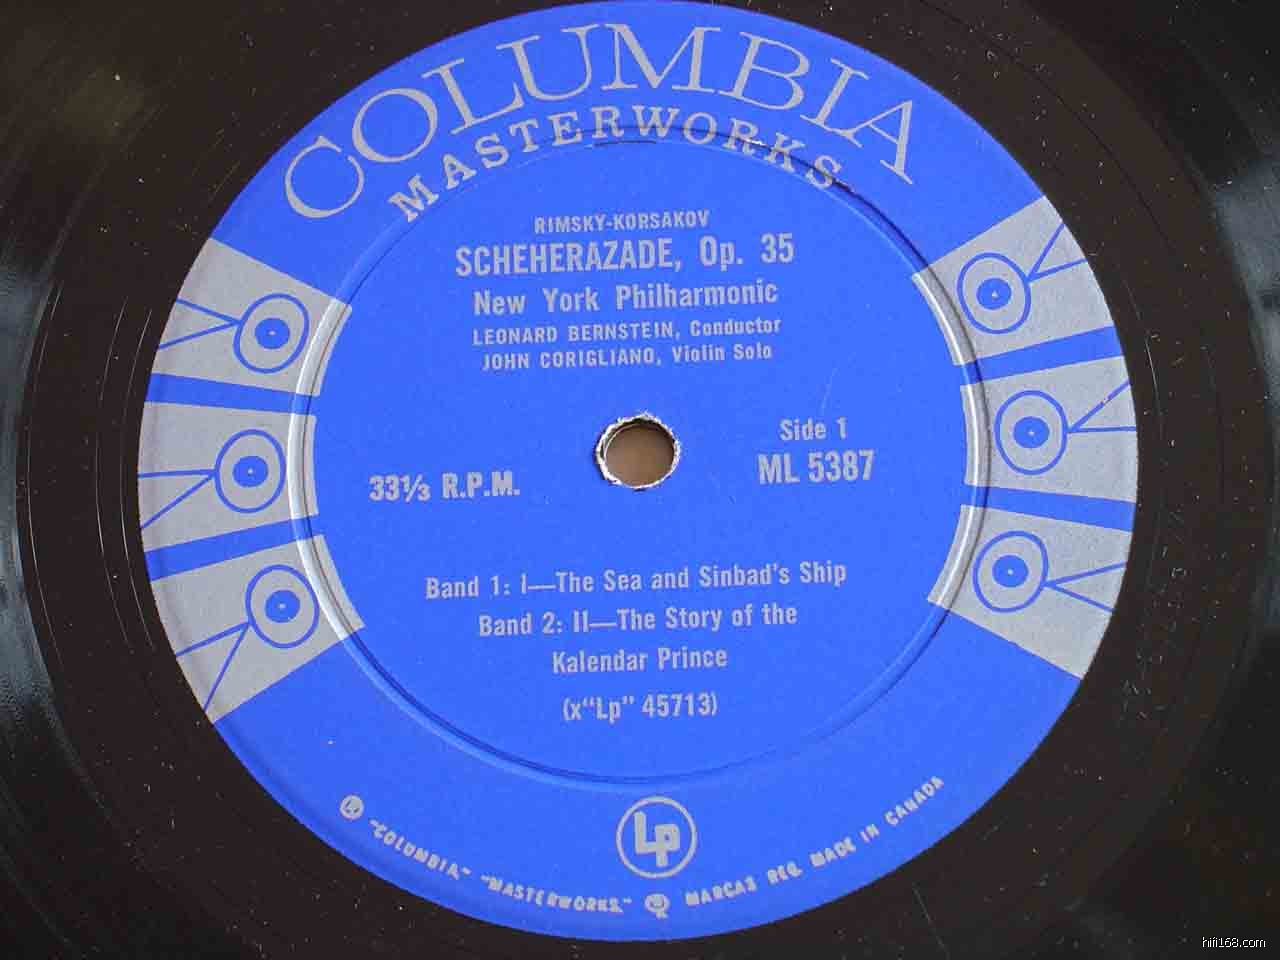 COLUMBIA
MASTERWORKS
RIMSKY-KORSAKOV
SCHEHERAZADE, Op. 35
New York Philharmonic
LEONARD BERNSTEIN, Conductor
JOHN CORIGLIANO, Violin Solo
Side 1
ML 5387
33⅓ R.P.M.
Band 1: I—The Sea and Sinbad's Ship
Band 2: II—The Story of the
Kalendar Prince
(x“Lp” 45713)
Lp
"COLUMBIA," "MASTERWORKS," MARCAS REG. MADE IN CANADA
hifi168.com